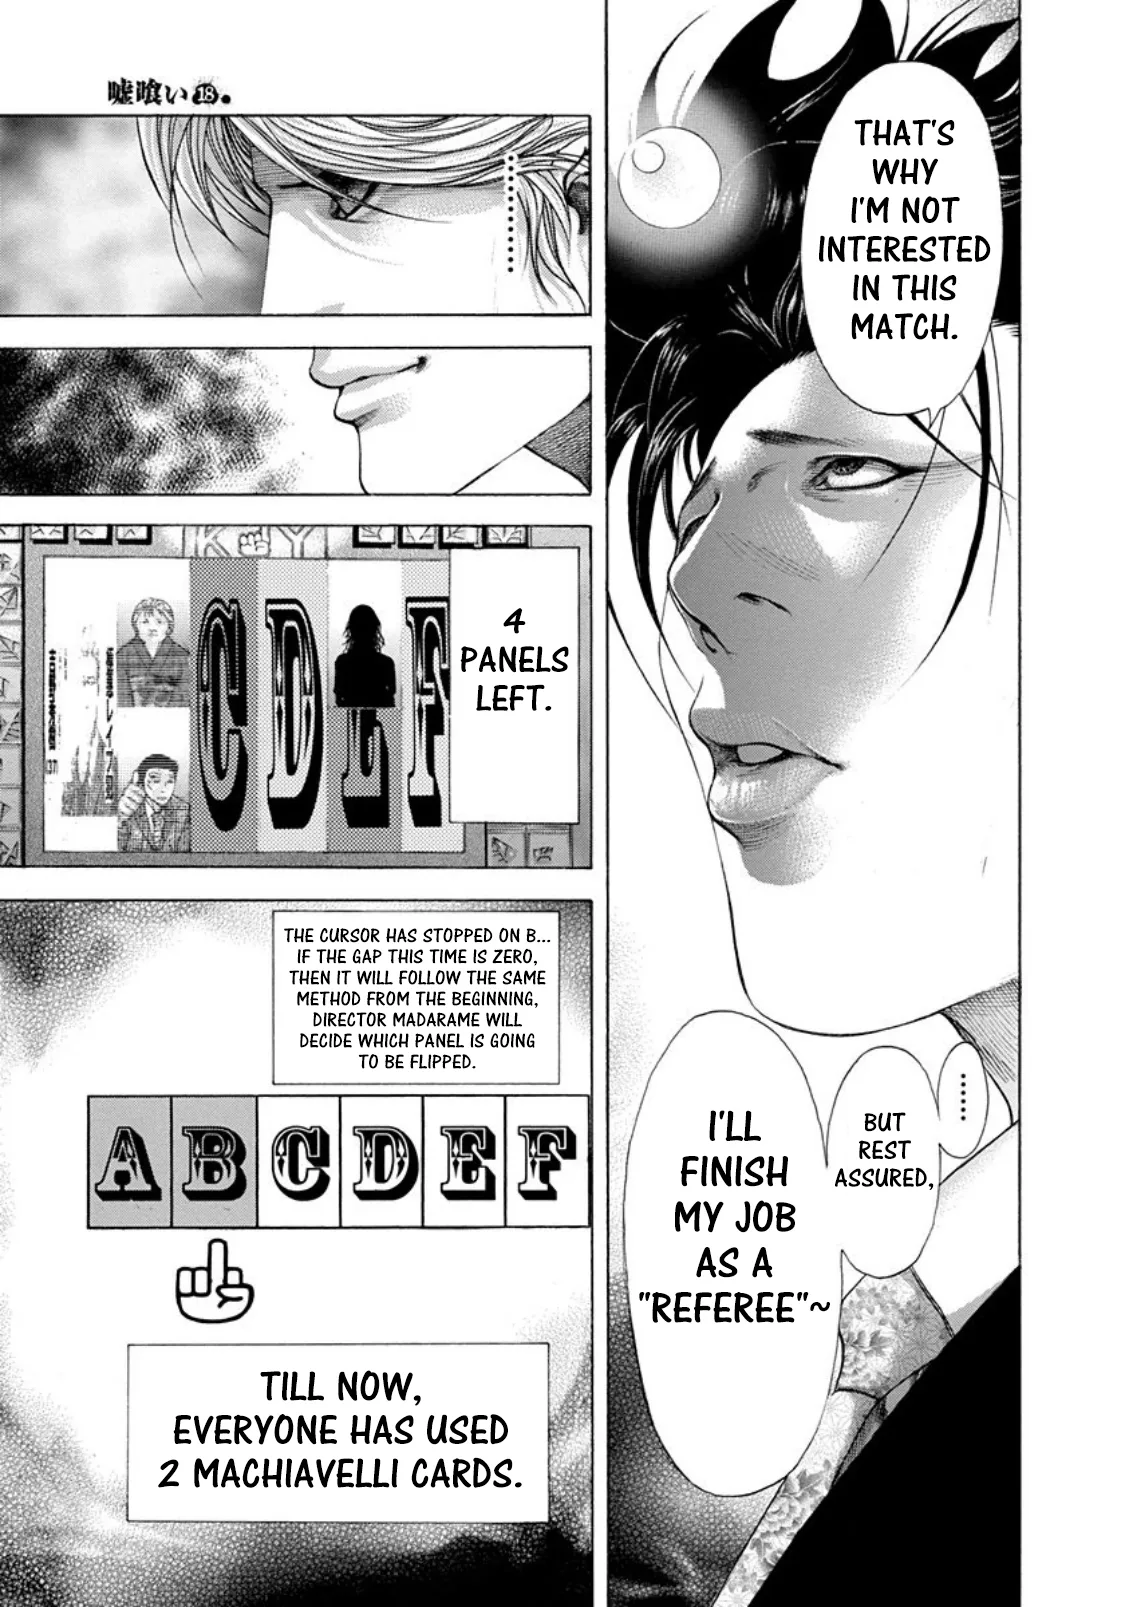 嘘喰い 18.
THAT'S
WHY
I'M NOT
INTERESTED
IN THIS
MATCH.
………
BUT
REST
ASSURED,
I'LL
FINISH
MY JOB
AS A
"REFEREE"~
………
K Y
C D E F
4
PANELS
LEFT.
THE CURSOR HAS STOPPED ON B...
IF THE GAP THIS TIME IS ZERO,
THEN IT WILL FOLLOW THE SAME
METHOD FROM THE BEGINNING,
DIRECTOR MADARAME WILL
DECIDE WHICH PANEL IS GOING
TO BE FLIPPED.
A B C D E F
TILL NOW,
EVERYONE HAS USED
2 MACHIAVELLI CARDS.